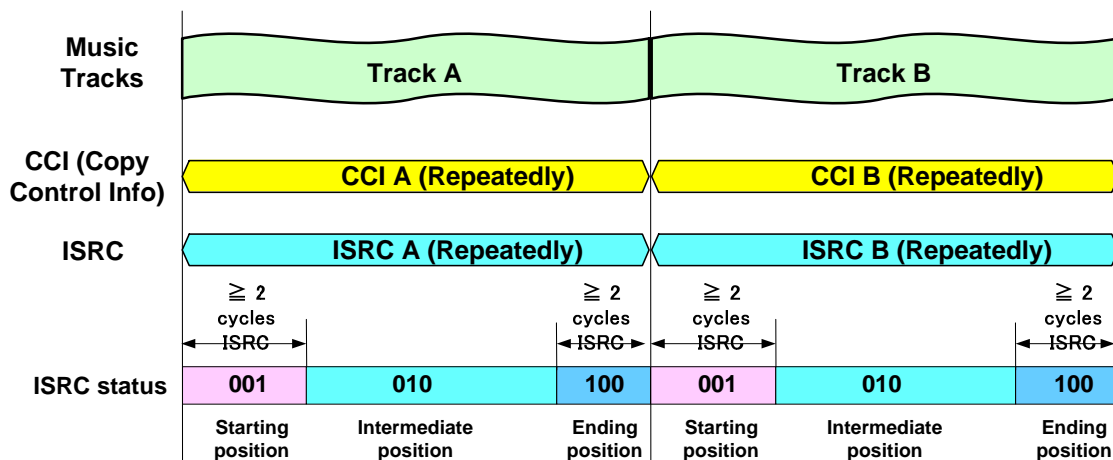 Music
Tracks
Track A
Track B
CCI (Copy
Control Info)
CCI A (Repeatedly)
CCI B (Repeatedly)
ISRC
ISRC A (Repeatedly)
ISRC B (Repeatedly)
≧ 2
cycles
ISRC
≧ 2
cycles
ISRC
≧ 2
cycles
ISRC
≧ 2
cycles
ISRC
ISRC status
001
010
100
001
010
100
Starting
position
Intermediate
position
Ending
position
Starting
position
Intermediate
position
Ending
position